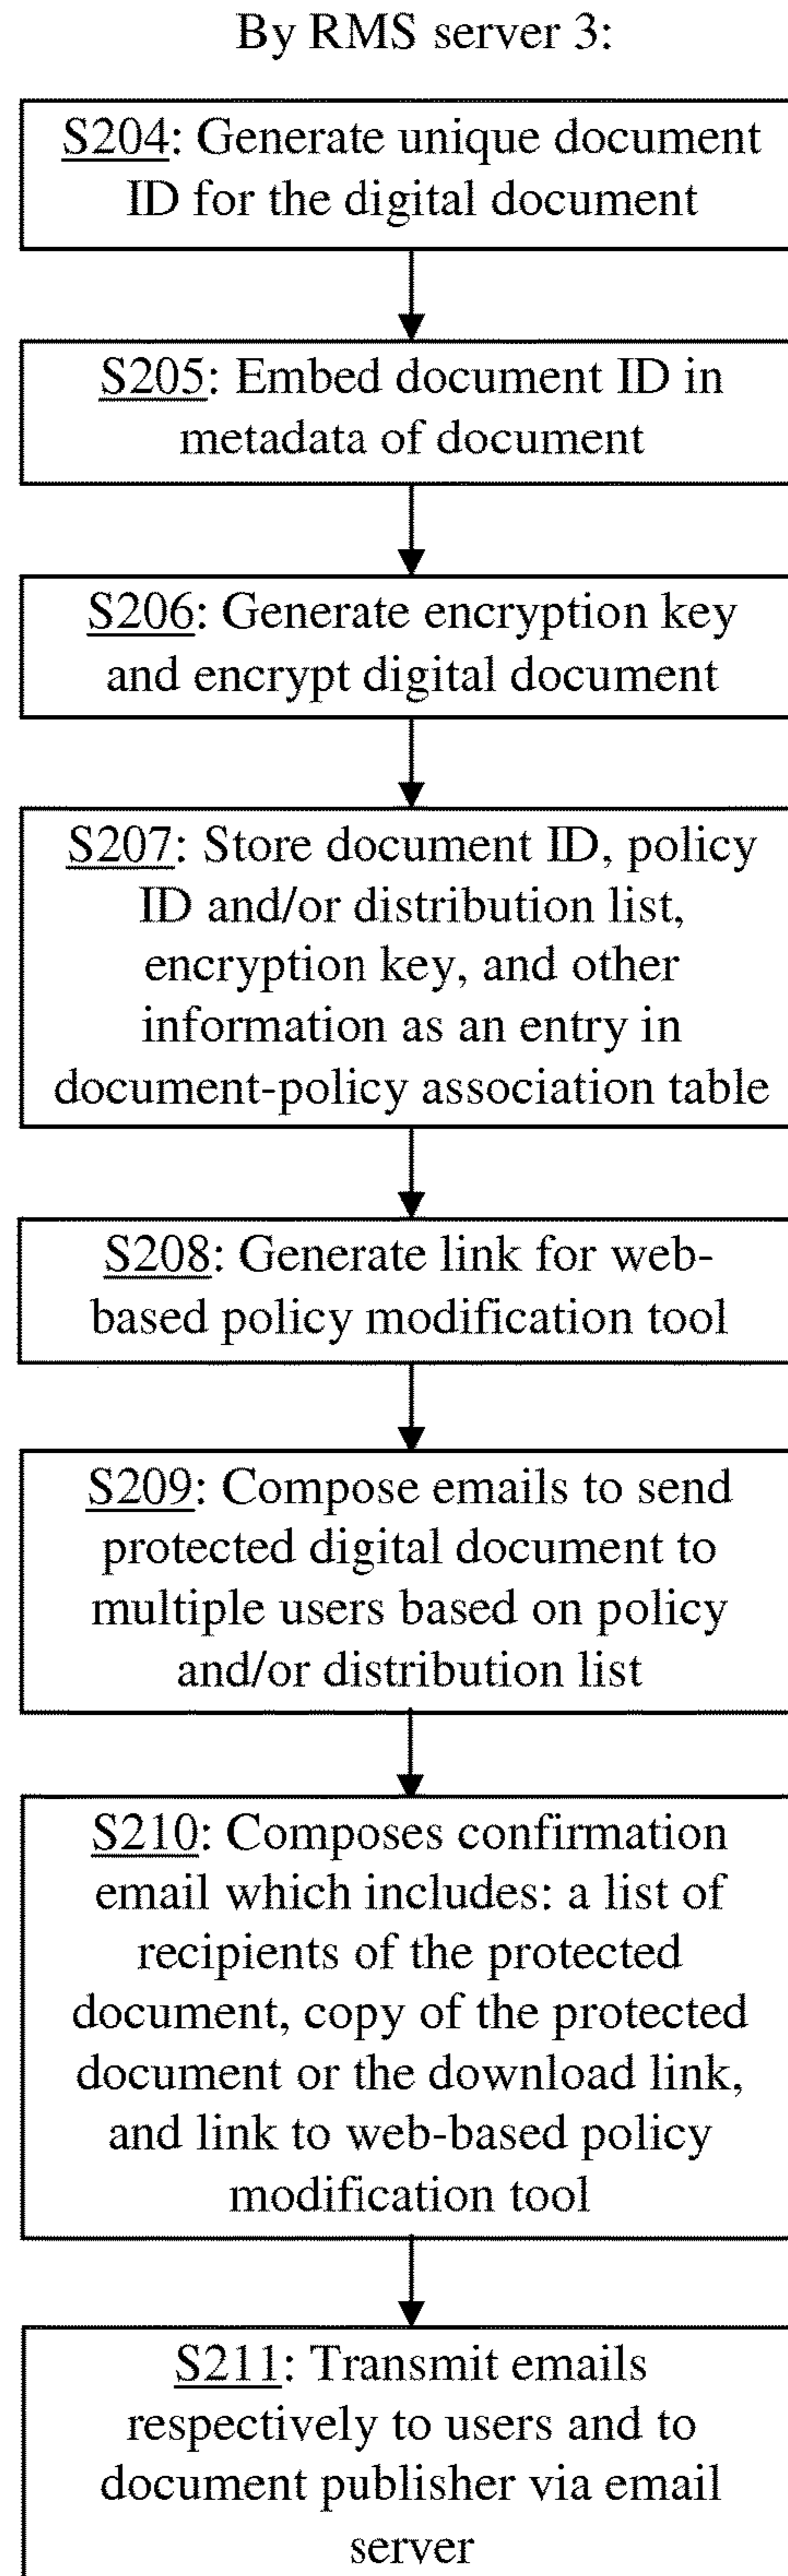 By RMS server 3:
S204: Generate unique document
ID for the digital document
S205: Embed document ID in
metadata of document
S206: Generate encryption key
and encrypt digital document
S207: Store document ID, policy
ID and/or distribution list,
encryption key, and other
information as an entry in
document-policy association table
S208: Generate link for web-
based policy modification tool
S209: Compose emails to send
protected digital document to
multiple users based on policy
and/or distribution list
S210: Composes confirmation
email which includes: a list of
recipients of the protected
document, copy of the protected
document or the download link,
and link to web-based policy
modification tool
S211: Transmit emails
respectively to users and to
document publisher via email
server